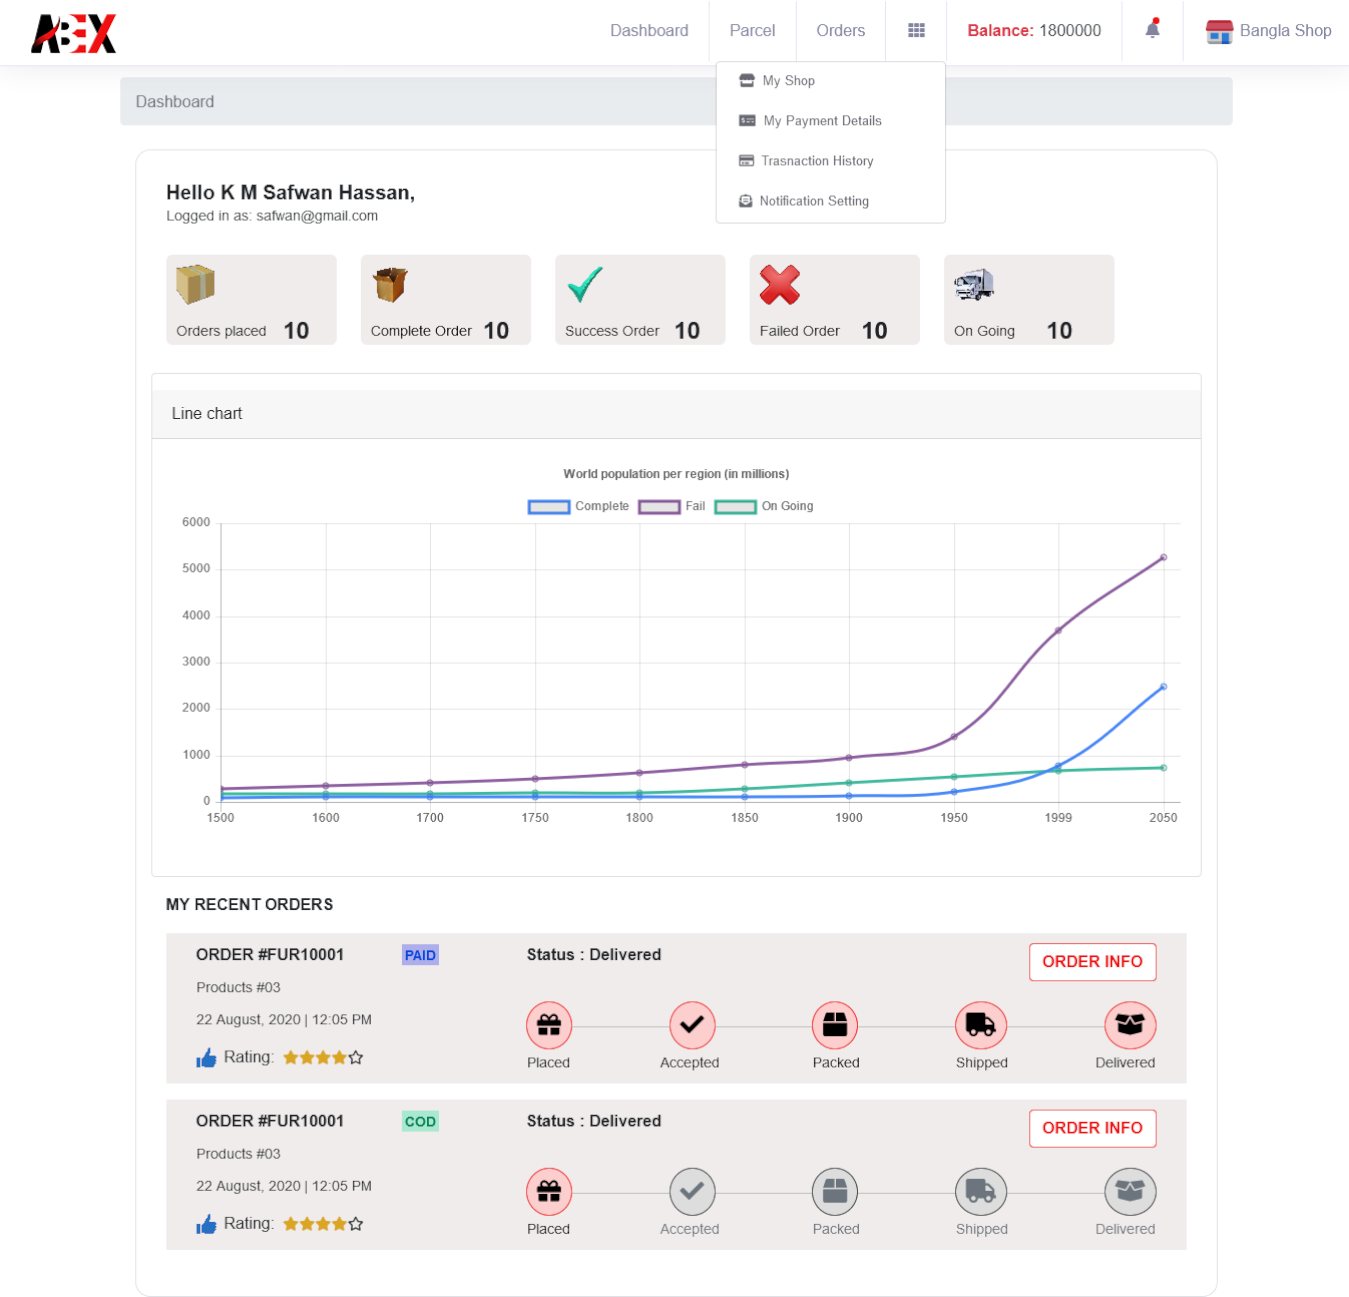 ABEX
Dashboard
Parcel
Orders
Balance: 1800000
Bangla Shop
My Shop
My Payment Details
Trasnaction History
Notification Setting
Dashboard
Hello K M Safwan Hassan,
Logged in as: safwan@gmail.com
Orders placed 10
Complete Order 10
Success Order 10
Failed Order 10
On Going 10
Line chart
World population per region (in millions)
Complete Fail On Going
6000
5000
4000
3000
2000
1000
0
1500 1600 1700 1750 1800 1850 1900 1950 1999 2050
MY RECENT ORDERS
ORDER #FUR10001 PAID
Products #03
22 August, 2020 | 12:05 PM
Rating:
Status : Delivered
ORDER INFO
Placed Accepted Packed Shipped Delivered
ORDER #FUR10001 COD
Products #03
22 August, 2020 | 12:05 PM
Rating:
Status : Delivered
ORDER INFO
Placed Accepted Packed Shipped Delivered